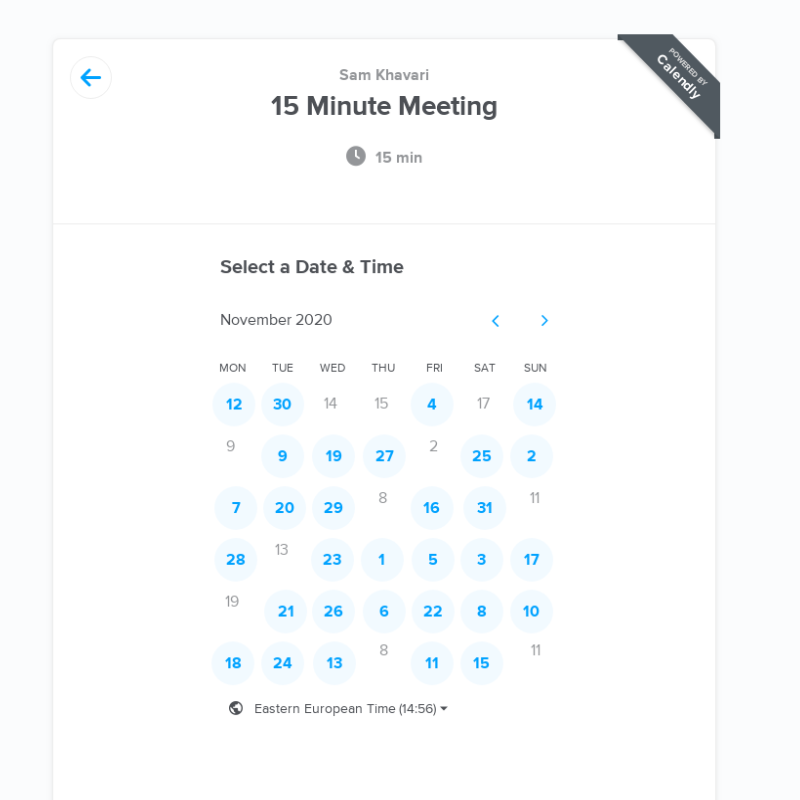 POWERED BY
Calendly
Sam Khavari
15 Minute Meeting
15 min
Select a Date & Time
November 2020
MON TUE WED THU FRI SAT SUN
12 30 14 15 4 17 14
9 9 19 27 2 25 2
7 20 29 8 16 31 11
28 13 23 1 5 3 17
19 21 26 6 22 8 10
18 24 13 8 11 15 11
Eastern European Time (14:56)